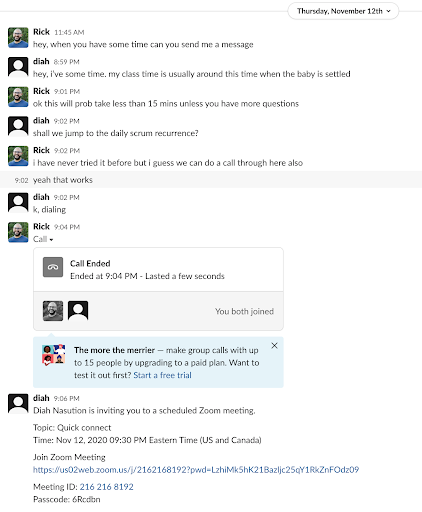 Thursday, November 12th
Rick 11:45 AM
hey, when you have some time can you send me a message
diah 8:59 PM
hey, i've some time. my class time is usually around this time when the baby is settled
Rick 9:01 PM
ok this will prob take less than 15 mins unless you have more questions
diah 9:02 PM
shall we jump to the daily scrum recurrence?
Rick 9:02 PM
i have never tried it before but i guess we can do a call through here also
9:02 yeah that works
diah 9:02 PM
k, dialing
Rick 9:04 PM
Call
Call Ended
Ended at 9:04 PM - Lasted a few seconds
You both joined
The more the merrier — make group calls with up
to 15 people by upgrading to a paid plan. Want to
test it out first? Start a free trial
diah 9:06 PM
Diah Nasution is inviting you to a scheduled Zoom meeting.
Topic: Quick connect
Time: Nov 12, 2020 09:30 PM Eastern Time (US and Canada)
Join Zoom Meeting
https://us02web.zoom.us/j/2162168192?pwd=LzhiMk5hK21Bazljc25qY1RkZnFOdz09
Meeting ID: 216 216 8192
Passcode: 6Rcdbn